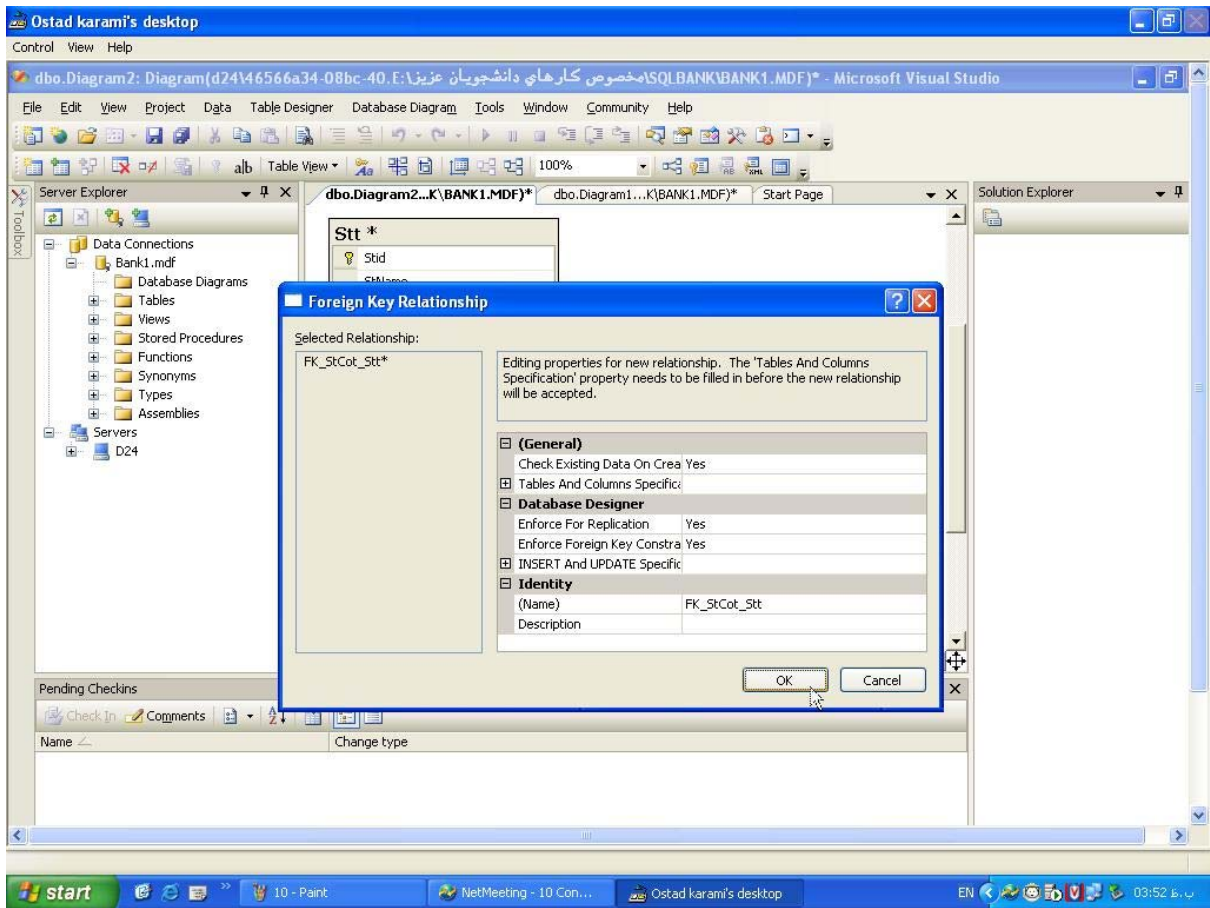 Ostad karami's desktop
Control View Help
dbo.Diagram2: Diagram(d24\46566a34-08bc-40.E:\مخصوص كارهاي دانشجويان عزيز\SQLBANK\BANK1.MDF)* - Microsoft Visual Studio
File Edit View Project Data Table Designer Database Diagram Tools Window Community Help
alb Table View 100%
Server Explorer
dbo.Diagram2...K\BANK1.MDF)* dbo.Diagram1...K\BANK1.MDF)* Start Page
Solution Explorer
Toolbox
Data Connections
Bank1.mdf
Database Diagrams
Tables
Views
Stored Procedures
Functions
Synonyms
Types
Assemblies
Servers
D24
Stt *
Stid
StName
Foreign Key Relationship
Selected Relationship:
FK_StCot_Stt*
Editing properties for new relationship. The 'Tables And Columns
Specification' property needs to be filled in before the new relationship
will be accepted.
(General)
Check Existing Data On Crea Yes
Tables And Columns Specifica
Database Designer
Enforce For Replication Yes
Enforce Foreign Key Constra Yes
INSERT And UPDATE Specific
Identity
(Name) FK_StCot_Stt
Description
OK Cancel
Pending Checkins
Check In Comments
Name Change type
start 10 - Paint NetMeeting - 10 Con... Ostad karami's desktop EN 03:52 ب.ظ